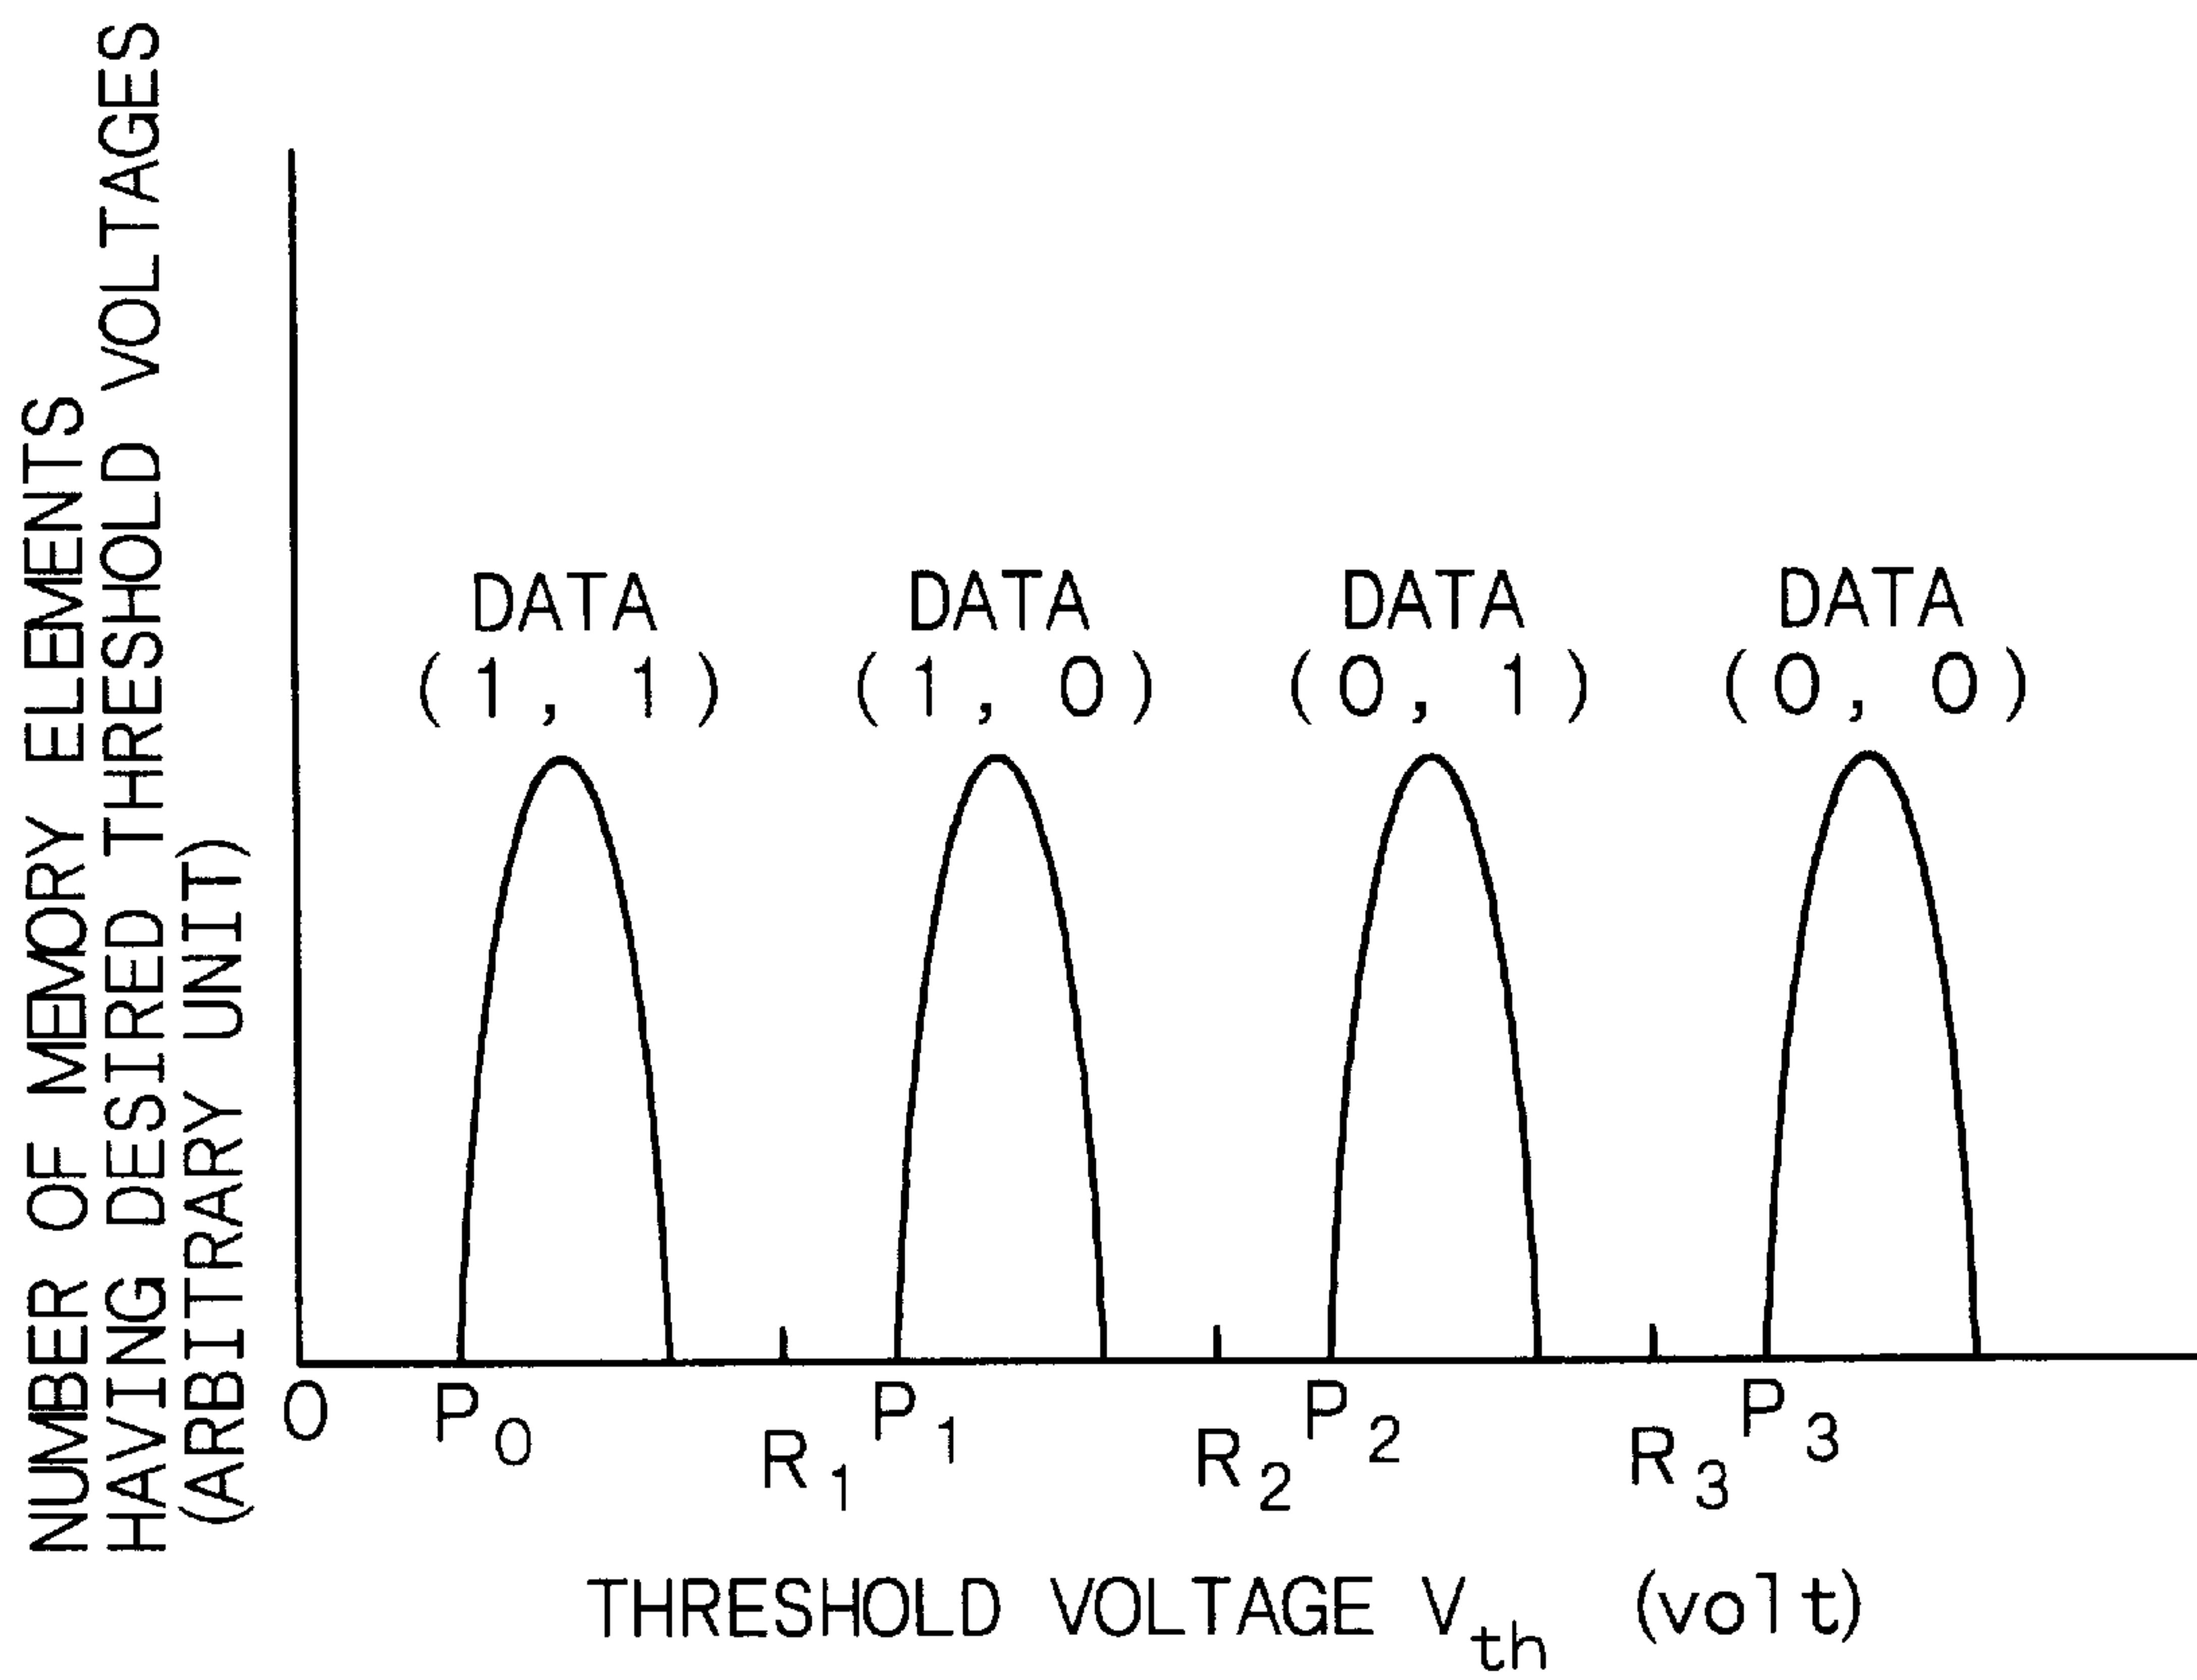 NUMBER OF MEMORY ELEMENTS
HAVING DESIRED THRESHOLD VOLTAGES
(ARBITRARY UNIT)
DATA DATA DATA DATA
(1, 1) (1, 0) (0, 1) (0, 0)
0 P0 R1 P1 R2 P2 R3 P3
THRESHOLD VOLTAGE Vth (volt)